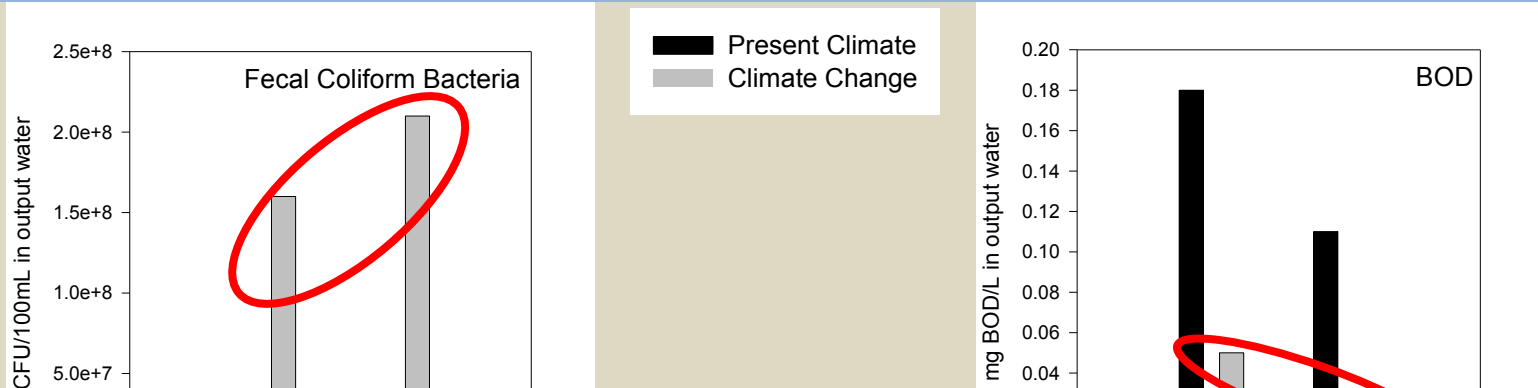 2.5e+8
2.0e+8
1.5e+8
1.0e+8
5.0e+7
CFU/100mL in output water
Fecal Coliform Bacteria
Present Climate
Climate Change
0.20
0.18
0.16
0.14
0.12
0.10
0.08
0.06
0.04
mg BOD/L in output water
BOD